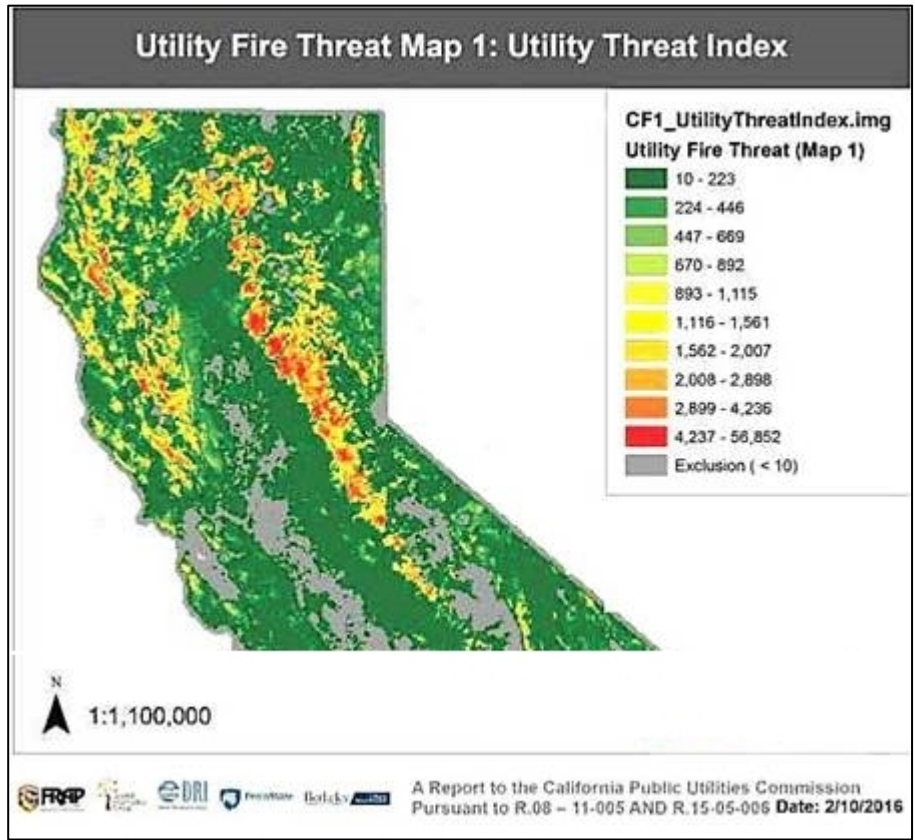 Utility Fire Threat Map 1: Utility Threat Index
CF1_UtilityThreatIndex.img
Utility Fire Threat (Map 1)
10 - 223
224 - 446
447 - 669
670 - 892
893 - 1,115
1,116 - 1,561
1,562 - 2,007
2,008 - 2,898
2,899 - 4,236
4,237 - 56,852
Exclusion ( < 10)
N
1:1,100,000
FRAP
DRI
Berkeley
A Report to the California Public Utilities Commission
Pursuant to R.08 – 11-005 AND R.15-05-006 Date: 2/10/2016